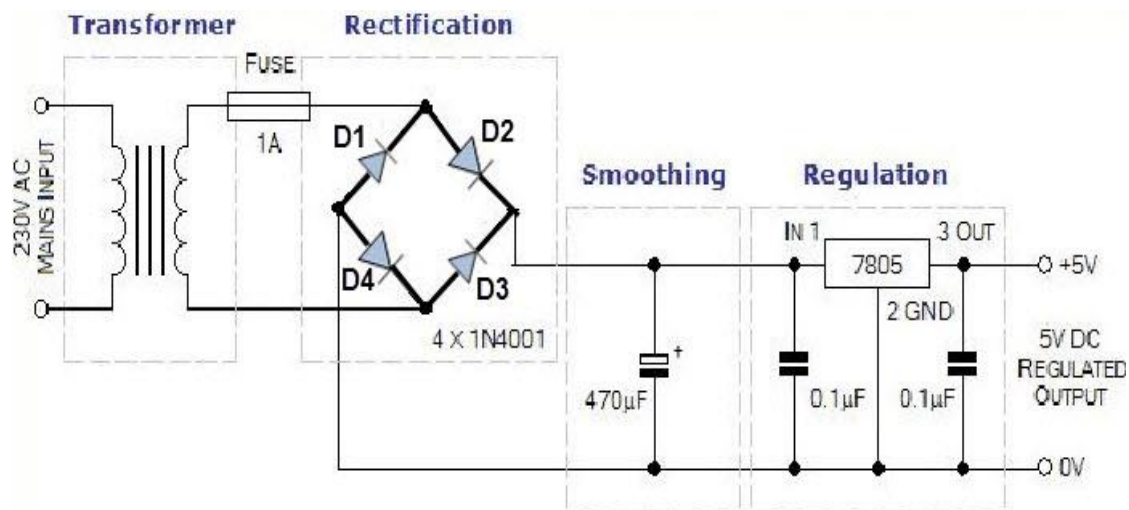 Transformer
Rectification
FUSE
1A
230V AC
MAINS INPUT
D1
D2
D4
D3
4 X 1N4001
Smoothing
Regulation
IN 1
3 OUT
7805
2 GND
+5V
+
470µF
0.1µF
0.1µF
5V DC
REGULATED
OUTPUT
0V